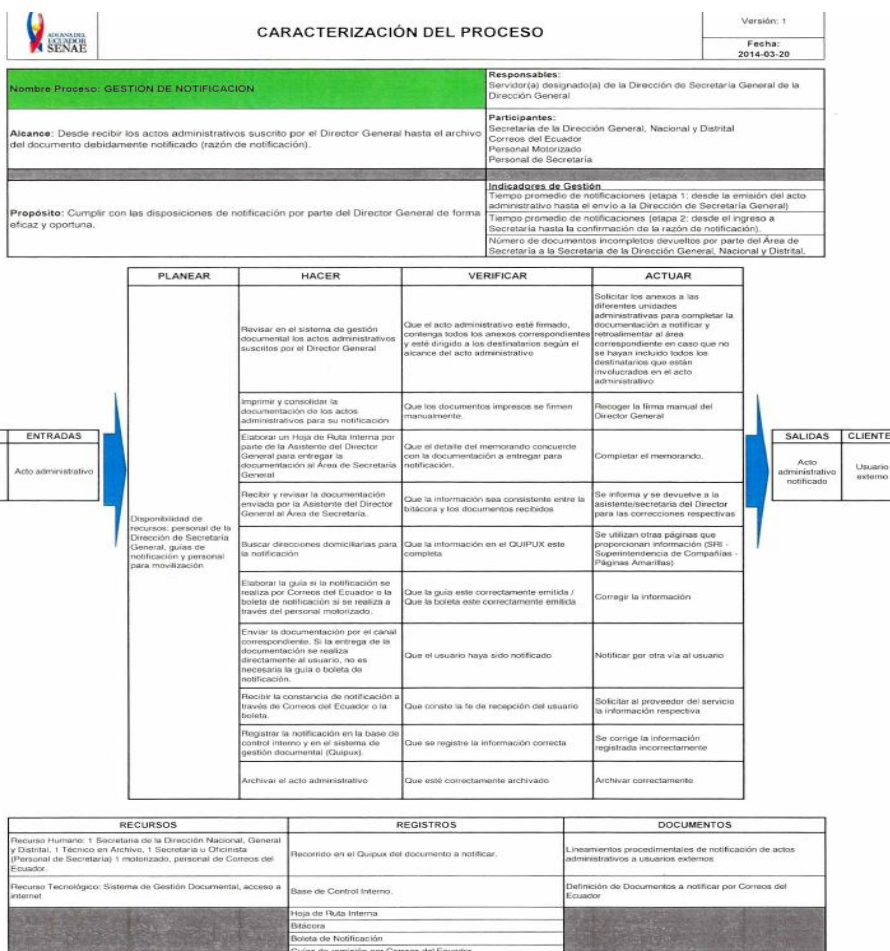 ADUANA DEL
ECUADOR
SENAE
CARACTERIZACIÓN DEL PROCESO
Versión: 1
Fecha:
2014-03-20
Nombre Proceso: GESTIÓN DE NOTIFICACIÓN
Responsables:
Servidor(a) designado(a) de la Dirección de Secretaría General de la
Dirección General
Alcance: Desde recibir los actos administrativos suscrito por el Director General hasta el archivo
del documento debidamente notificado (razón de notificación).
Participantes:
Secretaria de la Dirección General, Nacional y Distrital
Correos del Ecuador
Personal Motorizado
Personal de Secretaría
Propósito: Cumplir con las disposiciones de notificación por parte del Director General de forma
eficaz y oportuna.
Indicadores de Gestión
Tiempo promedio de notificaciones (etapa 1: desde la emisión del acto
administrativo hasta el envío a la Dirección de Secretaría General)
Tiempo promedio de notificaciones (etapa 2: desde el ingreso a
Secretaría hasta la confirmación de la razón de notificación).
Número de documentos incompletos devueltos por parte del Área de
Secretaría a la Secretaria de la Dirección General, Nacional y Distrital,
PLANEAR
HACER
VERIFICAR
ACTUAR
ENTRADAS
Acto administrativo
Disponibilidad de
recursos: personal de la
Dirección de Secretaría
General, guías de
notificación y personal
para movilización
Revisar en el sistema de gestión
documental los actos administrativos
suscritos por el Director General
Que el acto administrativo esté firmado,
contenga todos los anexos correspondientes
y esté dirigido a los destinatarios según el
alcance del acto administrativo
Solicitar los anexos a las
diferentes unidades
administrativas para completar la
documentación a notificar y
retroalimentar al área
correspondiente en caso que no
se hayan incluido todos los
destinatarios que están
involucrados en el acto
administrativo
Imprimir y consolidar la
documentación de los actos
administrativos para su notificación
Que los documentos impresos se firmen
manualmente.
Recoger la firma manual del
Director General
Elaborar un Hoja de Ruta Interna por
parte de la Asistente del Director
General para entregar la
documentación al Área de Secretaría
General
Que el detalle del memorando concuerde
con la documentación a entregar para
notificación.
Completar el memorando.
Recibir y revisar la documentación
enviada por la Asistente del Director
General al Área de Secretaría.
Que la información sea consistente entre la
bitácora y los documentos recibidos
Se informa y se devuelve a la
asistente/secretaria del Director
para las correcciones respectivas
Buscar direcciones domiciliarias para
la notificación
Que la información en el QUIPUX este
completa
Se utilizan otras páginas que
proporcionan información (SRI -
Superintendencia de Compañías -
Páginas Amarillas)
Elaborar la guía si la notificación se
realiza por Correos del Ecuador o la
boleta de notificación si se realiza a
través del personal motorizado.
Que la guía este correctamente emitida /
Que la boleta este correctamente emitida
Corregir la información
Enviar la documentación por el canal
correspondiente. Si la entrega de la
documentación se realiza
directamente al usuario, no es
necesaria la guía o boleta de
notificación.
Que el usuario haya sido notificado
Notificar por otra vía al usuario
Recibir la constancia de notificación a
través de Correos del Ecuador o la
boleta.
Que conste la fe de recepción del usuario
Solicitar al proveedor del servicio
la información respectiva
Registrar la notificación en la base de
control interno y en el sistema de
gestión documental (Quipux).
Que se registre la información correcta
Se corrige la información
registrada incorrectamente
Archivar el acto administrativo
Que esté correctamente archivado
Archivar correctamente
SALIDAS
CLIENTE
Acto
administrativo
notificado
Usuario
externo
RECURSOS
REGISTROS
DOCUMENTOS
Recurso Humano: 1 Secretaria de la Dirección Nacional, General
y Distrital, 1 Técnico en Archivo, 1 Secretaria u Oficinista
(Personal de Secretaría) 1 motorizado, personal de Correos del
Ecuador.
Recorrido en el Quipux del documento a notificar.
Lineamientos procedimentales de notificación de actos
administrativos a usuarios externos
Recurso Tecnológico: Sistema de Gestión Documental, acceso a
internet
Base de Control Interno.
Definición de Documentos a notificar por Correos del
Ecuador
Hoja de Ruta Interna
Bitácora
Boleta de Notificación
Guías de remisión por Correos del Ecuador